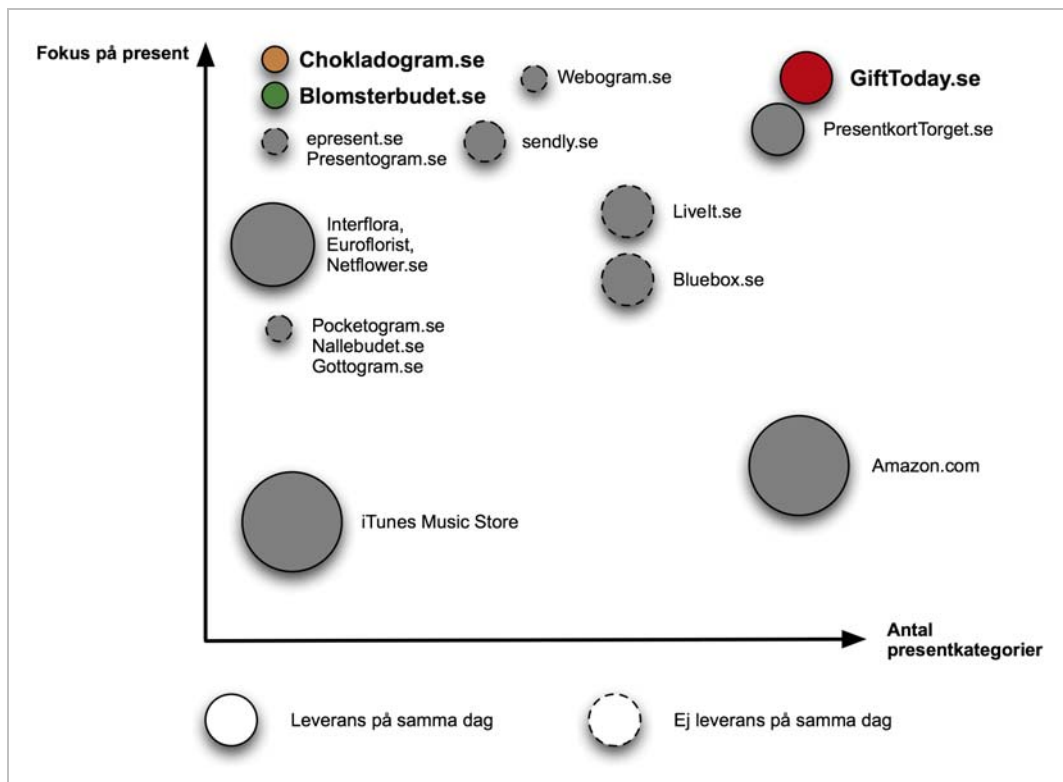 Fokus på present
Chokladogram.se
Blomsterbudet.se
epresent.se
Presentogram.se
Webogram.se
sendly.se
GiftToday.se
PresentkortTorget.se
Interflora,
Euroflorist,
Netflower.se
LiveIt.se
Bluebox.se
Pocketogram.se
Nallebudet.se
Gottogram.se
Amazon.com
iTunes Music Store
Antal
presentkategorier
Leverans på samma dag
Ej leverans på samma dag